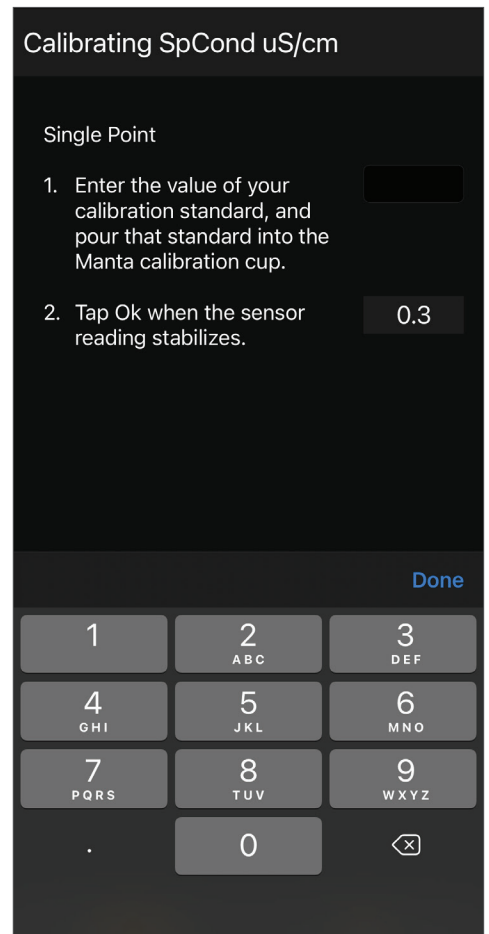 Calibrating SpCond uS/cm
Single Point
1. Enter the value of your
calibration standard, and
pour that standard into the
Manta calibration cup.
2. Tap Ok when the sensor
reading stabilizes.
0.3
Done
1
2
ABC
3
DEF
4
GHI
5
JKL
6
MNO
7
PQRS
8
TUV
9
WXYZ
.
0